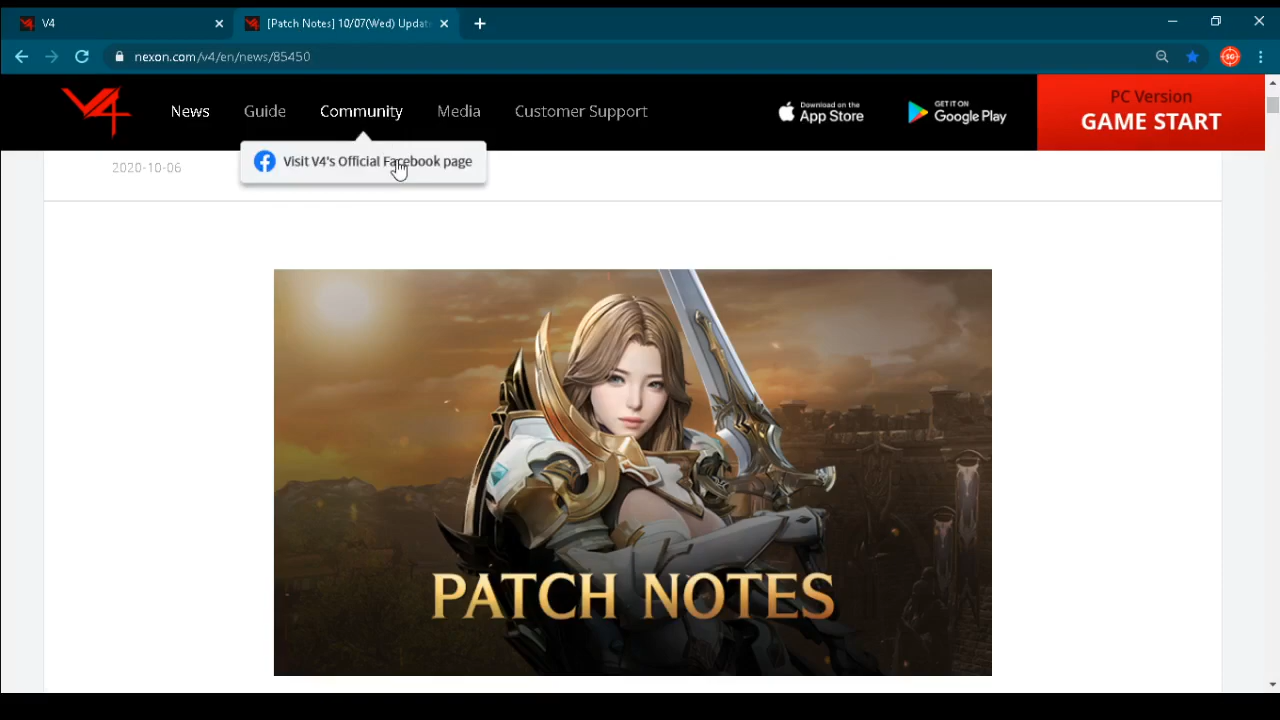 V4
[Patch Notes] 10/07(Wed) Updat
nexon.com/v4/en/news/85450
V4
News
Guide
Community
Media
Customer Support
Download on the
App Store
GET IT ON
Google Play
PC Version
GAME START
Visit V4's Official Facebook page
2020-10-06
PATCH NOTES